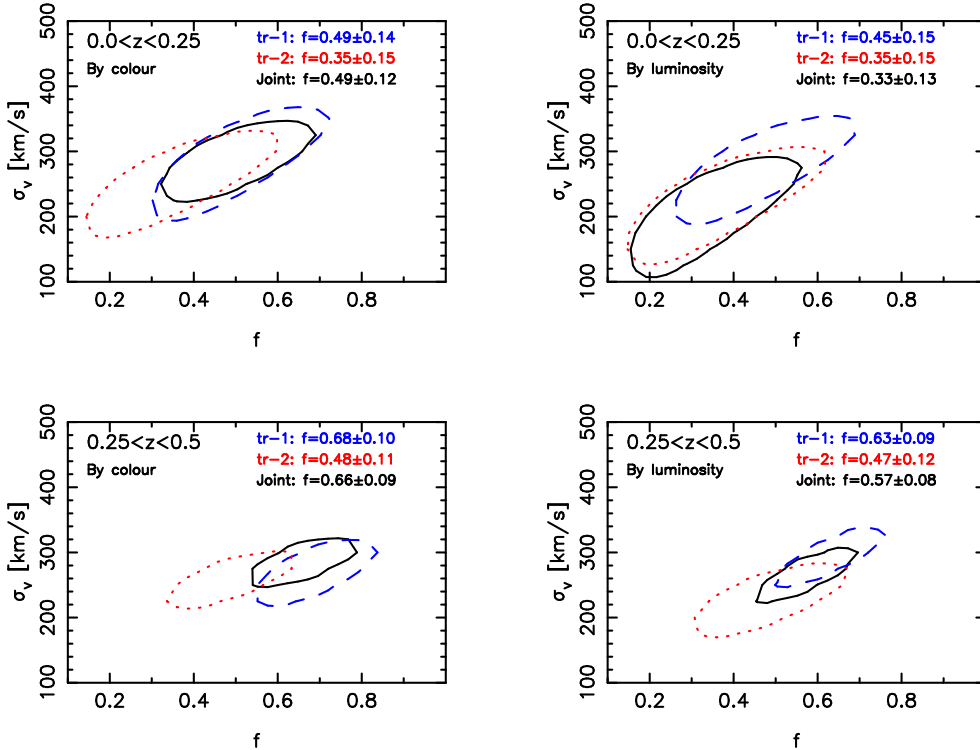 0.0<z<0.25
By colour
tr-1: f=0.49±0.14
tr-2: f=0.35±0.15
Joint: f=0.49±0.12
500
400
300
200
100
σv [km/s]
0.2 0.4 0.6 0.8
f
0.0<z<0.25
By luminosity
tr-1: f=0.45±0.15
tr-2: f=0.35±0.15
Joint: f=0.33±0.13
500
400
300
200
100
σv [km/s]
0.2 0.4 0.6 0.8
f
0.25<z<0.5
By colour
tr-1: f=0.68±0.10
tr-2: f=0.48±0.11
Joint: f=0.66±0.09
500
400
300
200
100
σv [km/s]
0.2 0.4 0.6 0.8
f
0.25<z<0.5
By luminosity
tr-1: f=0.63±0.09
tr-2: f=0.47±0.12
Joint: f=0.57±0.08
500
400
300
200
100
σv [km/s]
0.2 0.4 0.6 0.8
f